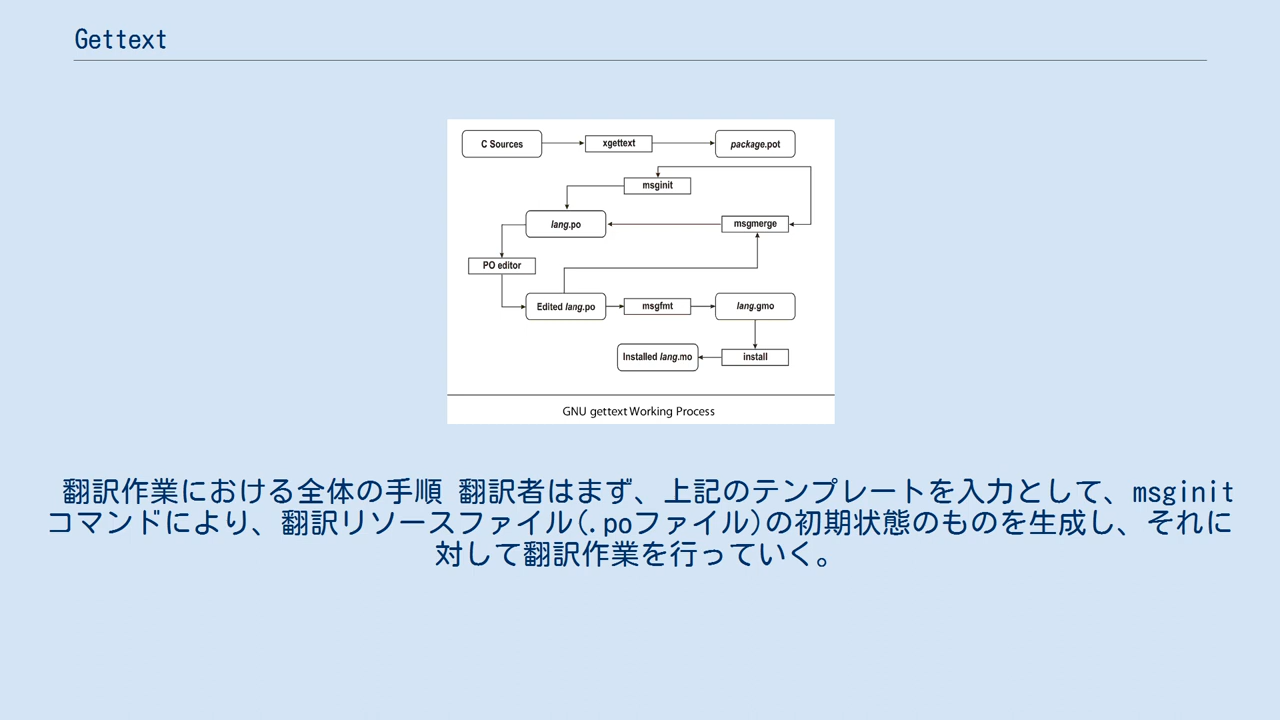 Gettext
C Sources
xgettext
package.pot
msginit
lang.po
msgmerge
PO editor
Edited lang.po
msgfmt
lang.gmo
Installed lang.mo
install
GNU gettext Working Process
翻訳作業における全体の手順 翻訳者はまず、上記のテンプレートを入力として、msginit
コマンドにより、翻訳リソースファイル(.poファイル)の初期状態のものを生成し、それに
対して翻訳作業を行っていく。